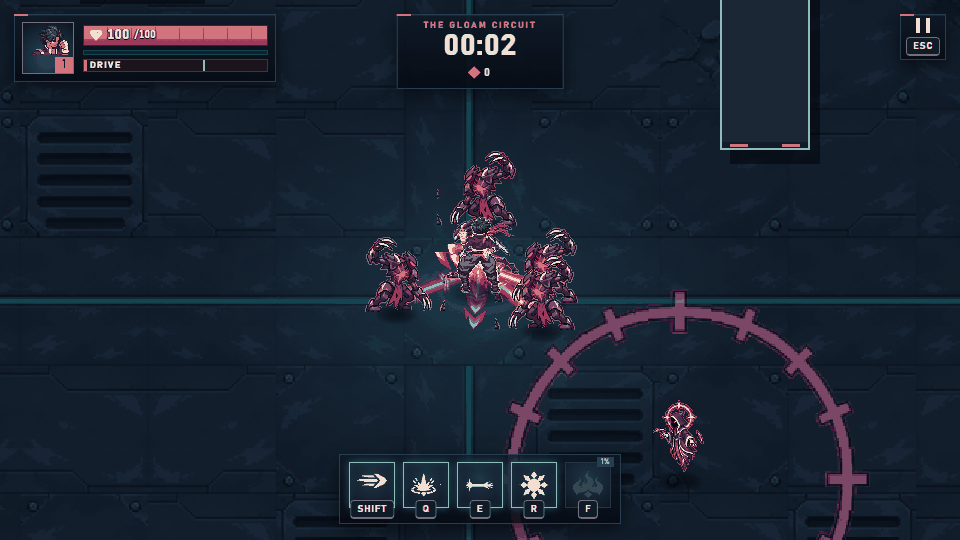 100 /100
1
DRIVE
THE GLOAM CIRCUIT
00:02
0
ESC
1%
SHIFT
Q
E
R
F